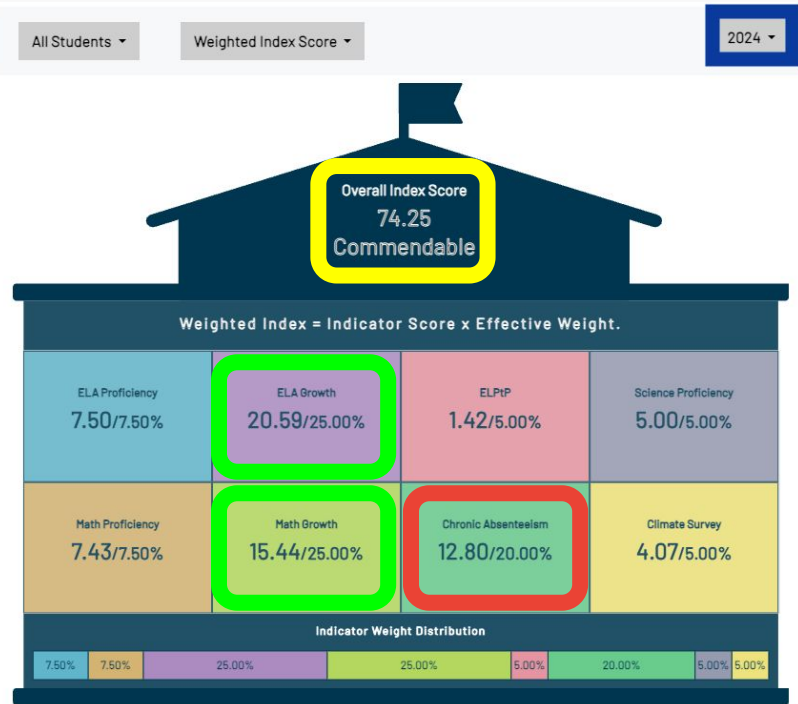 All Students
Weighted Index Score
2024
Overall Index Score
74.25
Commendable
Weighted Index = Indicator Score x Effective Weight.
ELA Proficiency
7.50/7.50%
ELA Growth
20.59/25.00%
ELPtP
1.42/5.00%
Science Proficiency
5.00/5.00%
Math Proficiency
7.43/7.50%
Math Growth
15.44/25.00%
Chronic Absenteeism
12.80/20.00%
Climate Survey
4.07/5.00%
Indicator Weight Distribution
7.50% 7.50% 25.00% 25.00% 5.00% 20.00% 5.00% 5.00%